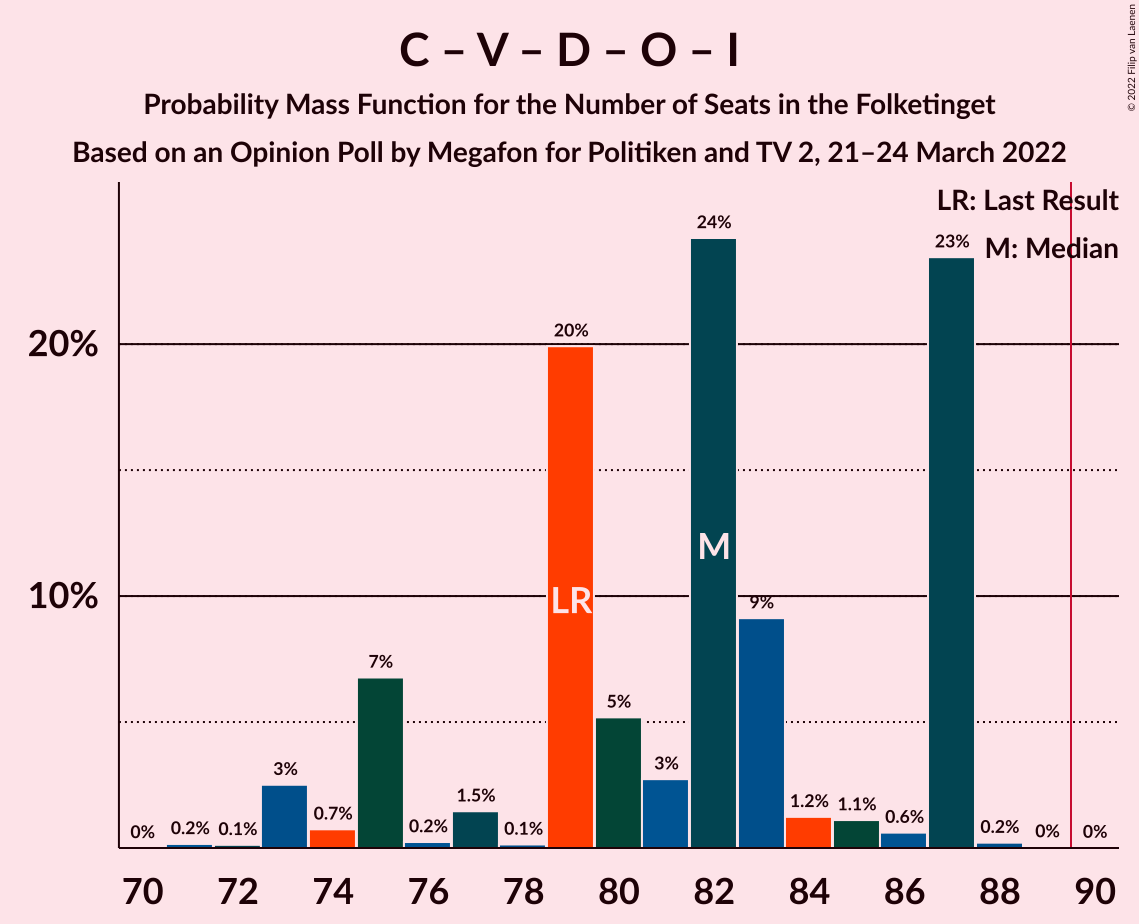 C – V – D – O – I
Probability Mass Function for the Number of Seats in the Folketinget
Based on an Opinion Poll by Megafon for Politiken and TV 2, 21–24 March 2022
© 2022 Filip van Laenen
LR: Last Result
M: Median
20%
10%
0%
0.2%
0.1%
3%
0.7%
7%
0.2%
1.5%
0.1%
20%
5%
3%
24%
9%
1.2%
1.1%
0.6%
23%
0.2%
0%
0%
LR
M
70 72 74 76 78 80 82 84 86 88 90